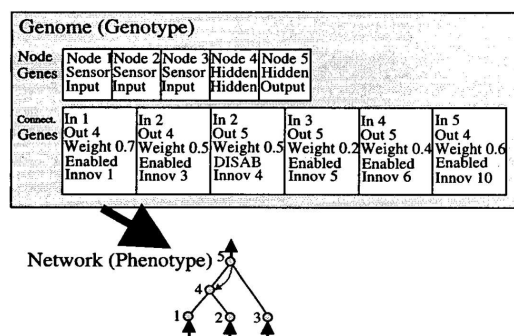 Genome (Genotype)
Node Genes
Node 1 Sensor Input
Node 2 Sensor Input
Node 3 Sensor Input
Node 4 Hidden Hidden
Node 5 Hidden Output
Connect. Genes
In 1
Out 4
Weight 0.7
Enabled
Innov 1
In 2
Out 4
Weight 0.5
Enabled
Innov 3
In 2
Out 5
Weight 0.5
DISAB
Innov 4
In 3
Out 5
Weight 0.2
Enabled
Innov 5
In 4
Out 5
Weight 0.4
Enabled
Innov 6
In 5
Out 4
Weight 0.6
Enabled
Innov 10
Network (Phenotype)
5
4
1
2
3